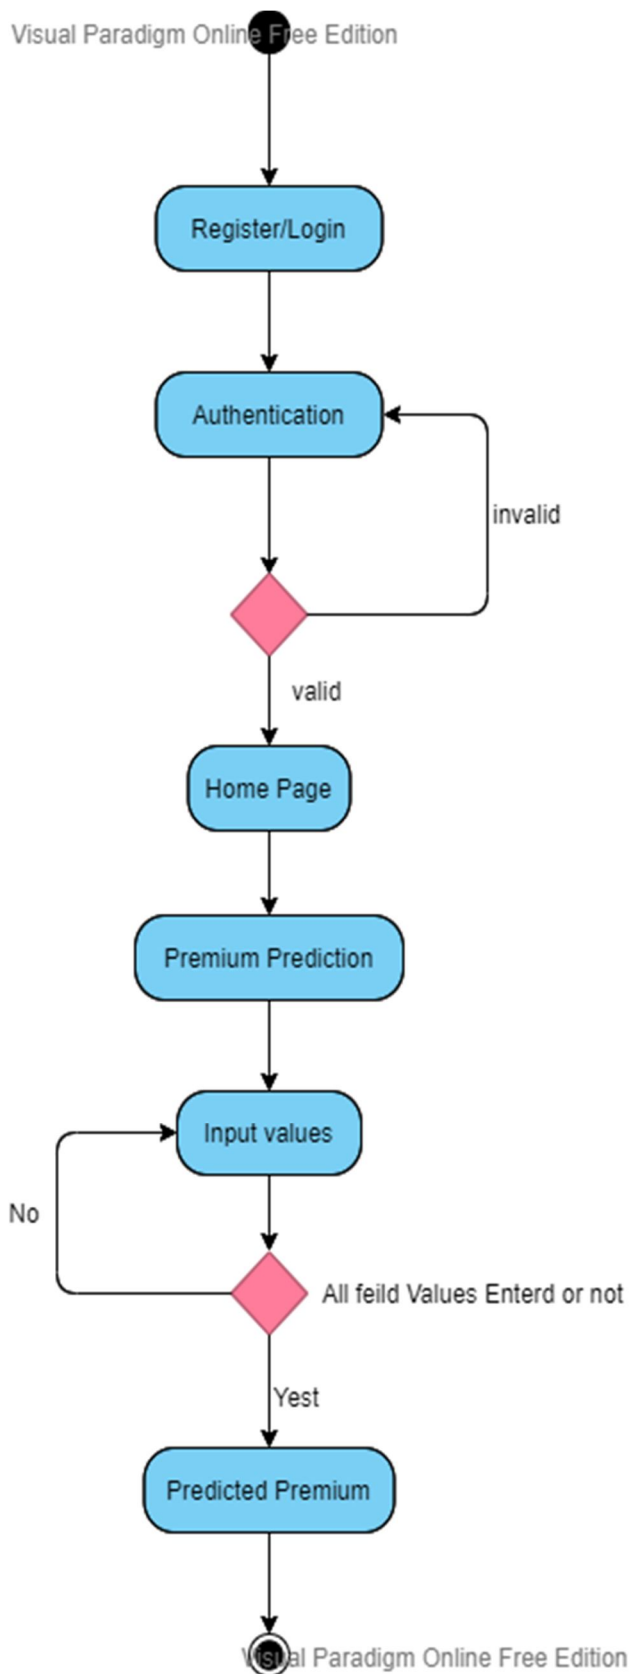 Visual Paradigm Online Free Edition
Register/Login
Authentication
invalid
valid
Home Page
Premium Prediction
Input values
No
All feild Values Enterd or not
Yest
Predicted Premium
Visual Paradigm Online Free Edition